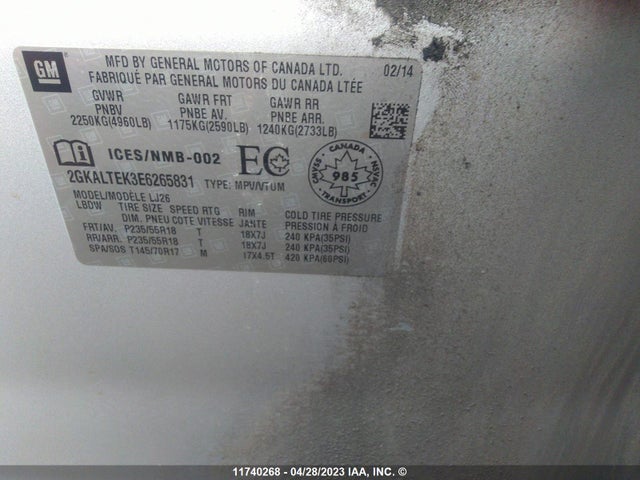 GM
MFD BY GENERAL MOTORS OF CANADA LTD. 02/14
FABRIQUÉ PAR GENERAL MOTORS DU CANADA LTÉE
GVWR GAWR FRT GAWR RR
PNBV PNBE AV. PNBE ARR.
2250KG(4960LB) 1175KG(2590LB) 1240KG(2733LB)
ICES/NMB-002 EC
CANADA
CMVSS 985 NSVAC
TRANSPORT
2GKALTEK3E6265831 TYPE: MPV/VTUM
MODEL/MODÈLE LJ26
LBDW TIRE SIZE SPEED RTG RIM COLD TIRE PRESSURE
DIM. PNEU COTE VITESSE JANTE PRESSION À FROID
FRT/AV. P235/55R18 T 18X7J 240 KPA(35PSI)
RR/ARR. P235/55R18 T 18X7J 240 KPA(35PSI)
SPA/SOS T145/70R17 M 17X4.5T 420 KPA(60PSI)
11740268 - 04/28/2023 IAA, INC. ©